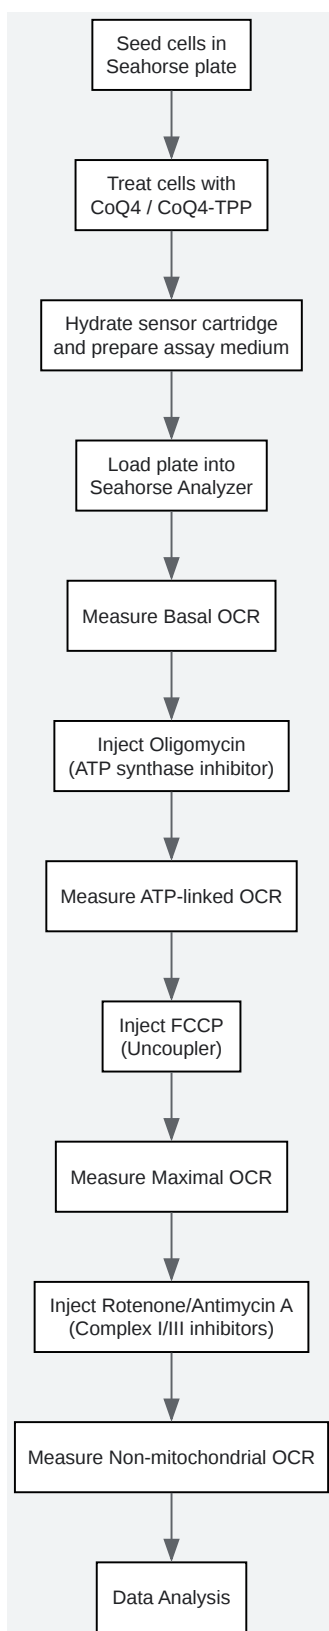 Seed cells in
Seahorse plate
Treat cells with
CoQ4 / CoQ4-TPP
Hydrate sensor cartridge
and prepare assay medium
Load plate into
Seahorse Analyzer
Measure Basal OCR
Inject Oligomycin
(ATP synthase inhibitor)
Measure ATP-linked OCR
Inject FCCP
(Uncoupler)
Measure Maximal OCR
Inject Rotenone/Antimycin A
(Complex I/III inhibitors)
Measure Non-mitochondrial OCR
Data Analysis